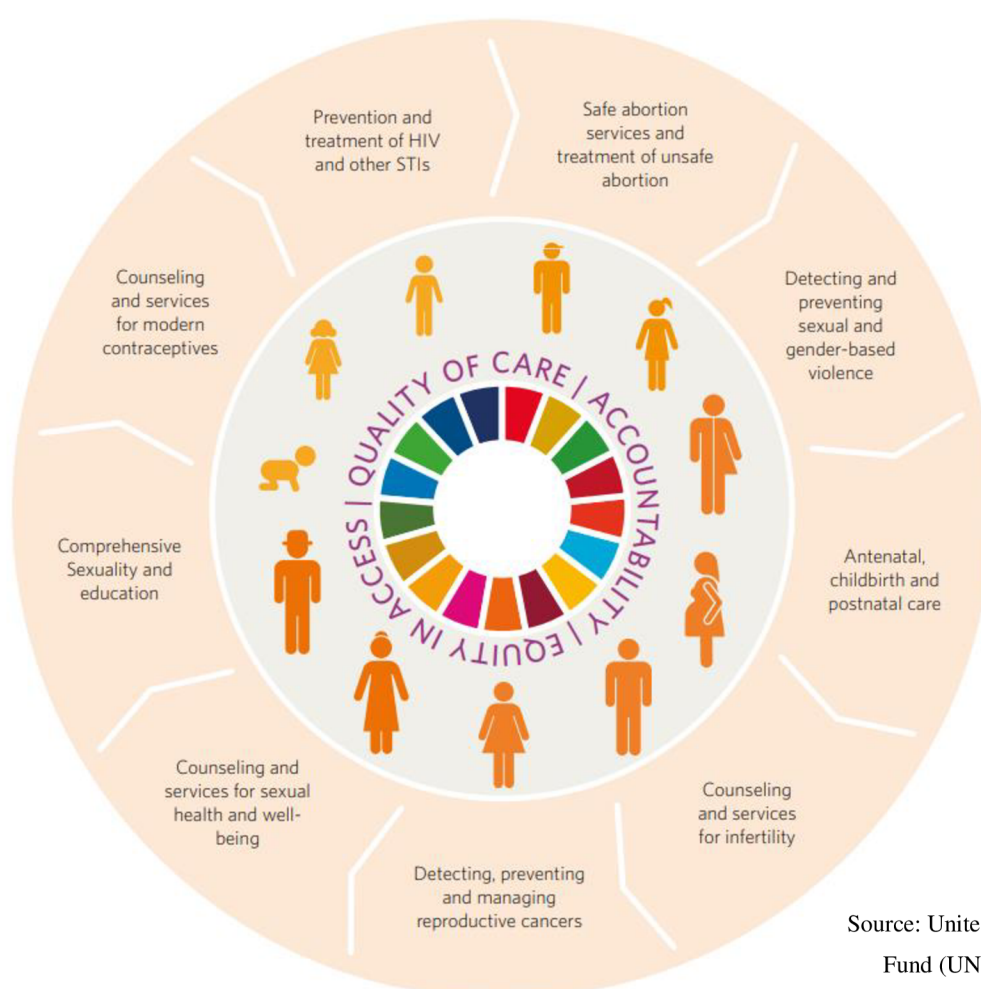 Prevention and
treatment of HIV
and other STIs
Safe abortion
services and
treatment of unsafe
abortion
Detecting and
preventing
sexual and
gender-based
violence
Antenatal,
childbirth and
postnatal care
Counseling
and services
for infertility
Detecting, preventing
and managing
reproductive cancers
Counseling and
services for sexual
health and well-
being
Comprehensive
Sexuality and
education
Counseling
and services
for modern
contraceptives
QUALITY OF CARE | ACCOUNTABILITY | EQUITY IN ACCESS |
Source: Unite
Fund (UN